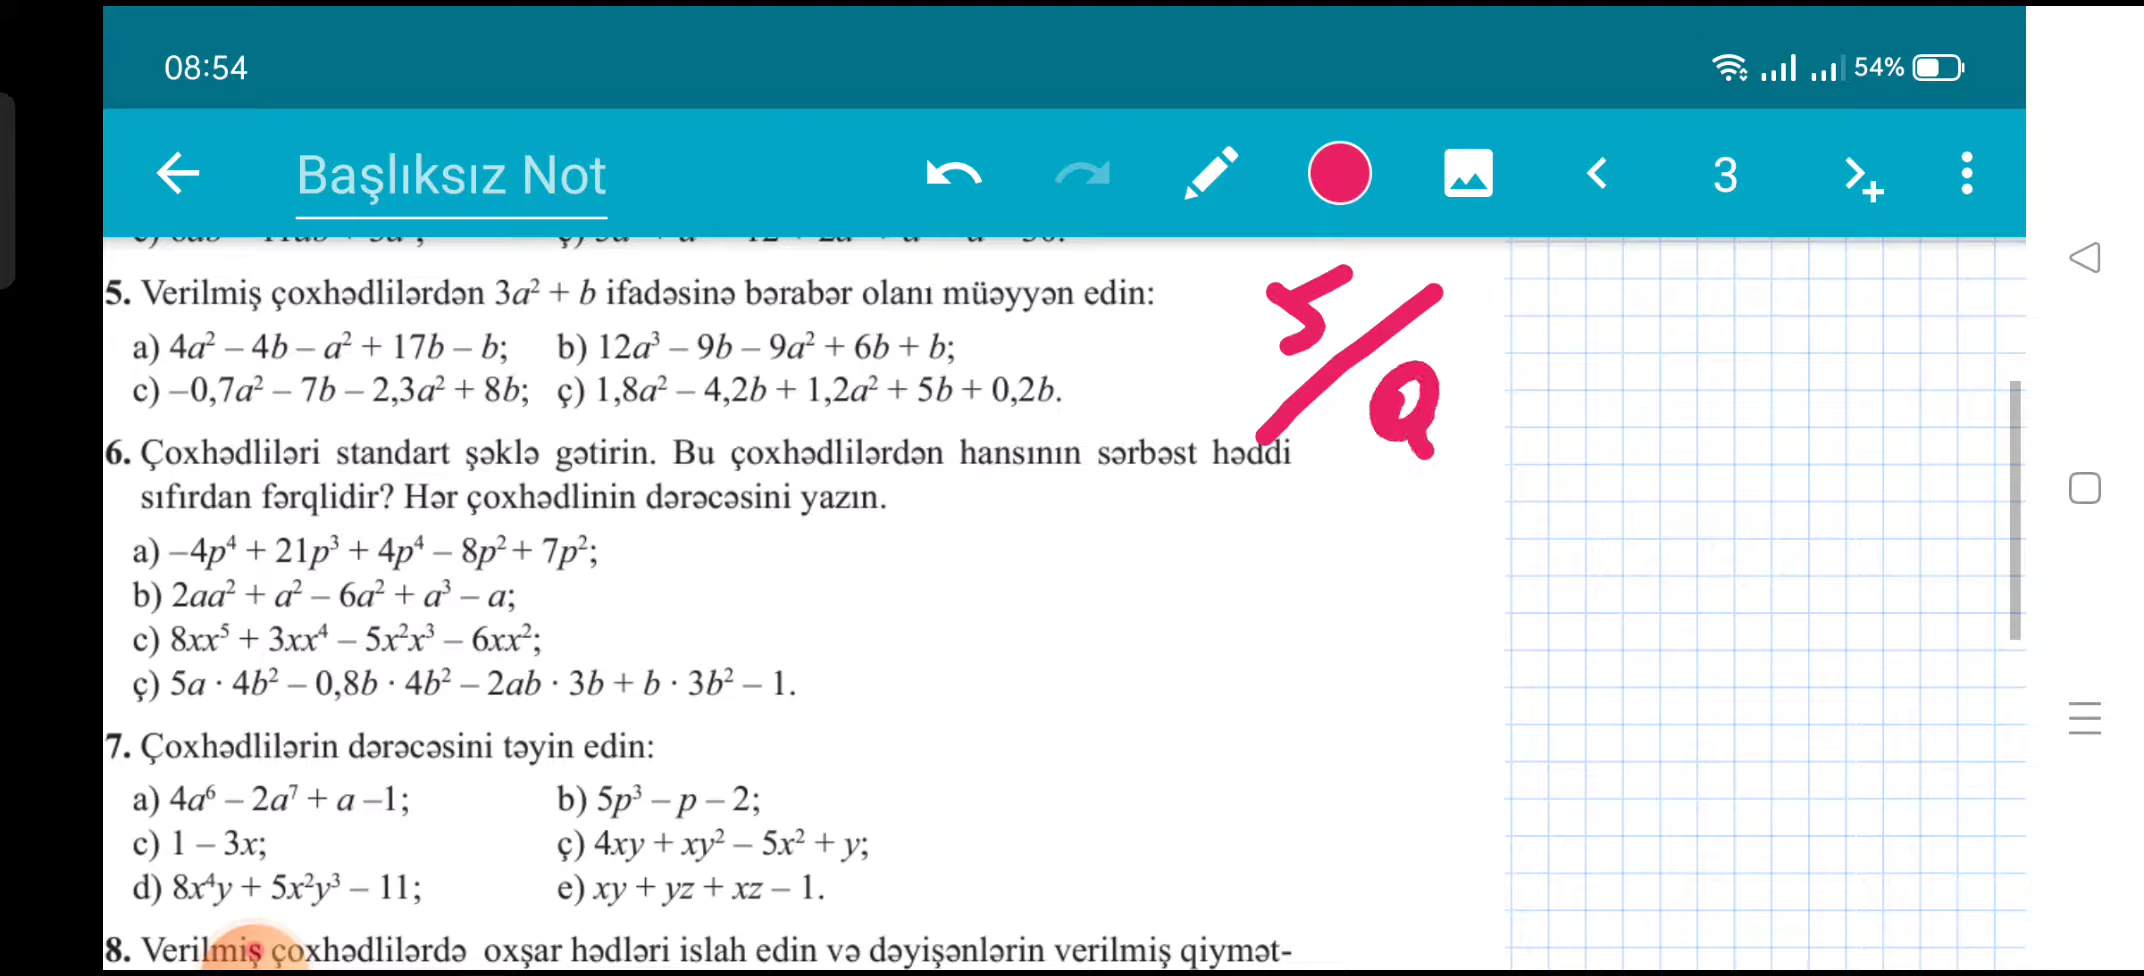 08:54 54%
Başlıksız Not 3
5. Verilmiş çoxhədlilərdən 3a² + b ifadəsinə bərabər olanı müəyyən edin:
a) 4a² – 4b – a² + 17b – b; b) 12a³ – 9b – 9a² + 6b + b;
c) –0,7a² – 7b – 2,3a² + 8b; ç) 1,8a² – 4,2b + 1,2a² + 5b + 0,2b.
S/Q
6. Çoxhədliləri standart şəklə gətirin. Bu çoxhədlilərdən hansının sərbəst həddi
sıfırdan fərqlidir? Hər çoxhədlinin dərəcəsini yazın.
a) –4p⁴ + 21p³ + 4p⁴ – 8p² + 7p²;
b) 2aa² + a² – 6a² + a³ – a;
c) 8xx⁵ + 3xx⁴ – 5x²x³ – 6xx²;
ç) 5a · 4b² – 0,8b · 4b² – 2ab · 3b + b · 3b² – 1.
7. Çoxhədlilərin dərəcəsini təyin edin:
a) 4a⁶ – 2a⁷ + a –1; b) 5p³ – p – 2;
c) 1 – 3x; ç) 4xy + xy² – 5x² + y;
d) 8x⁴y + 5x²y³ – 11; e) xy + yz + xz – 1.
8. Verilmiş çoxhədlilərdə oxşar hədləri islah edin və dəyişənlərin verilmiş qiymət-